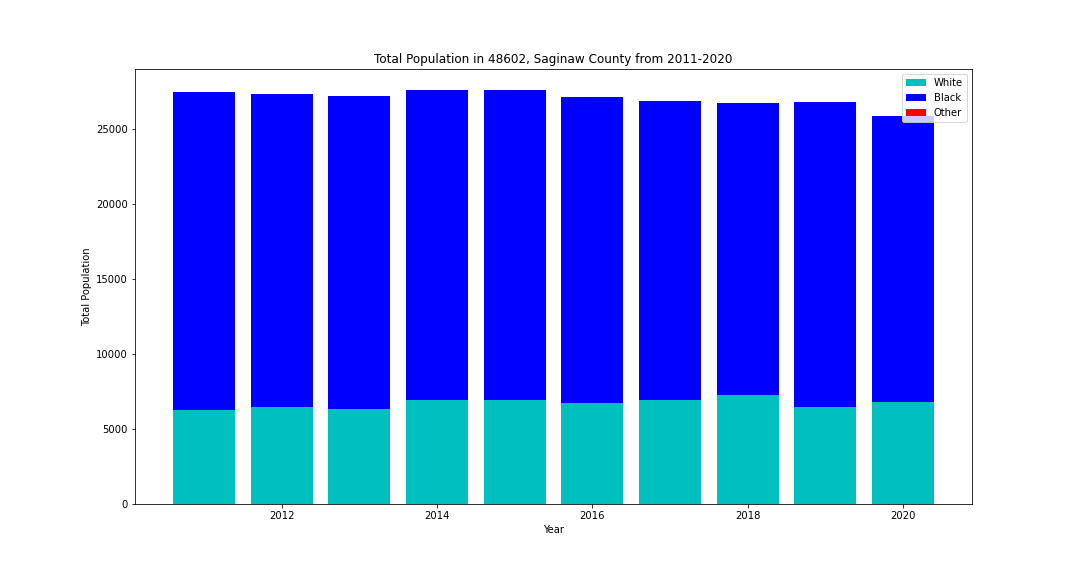 Total Population in 48602, Saginaw County from 2011-2020
White
Black
Other
25000
20000
15000
10000
5000
0
Total Population
2012
2014
2016
2018
2020
Year